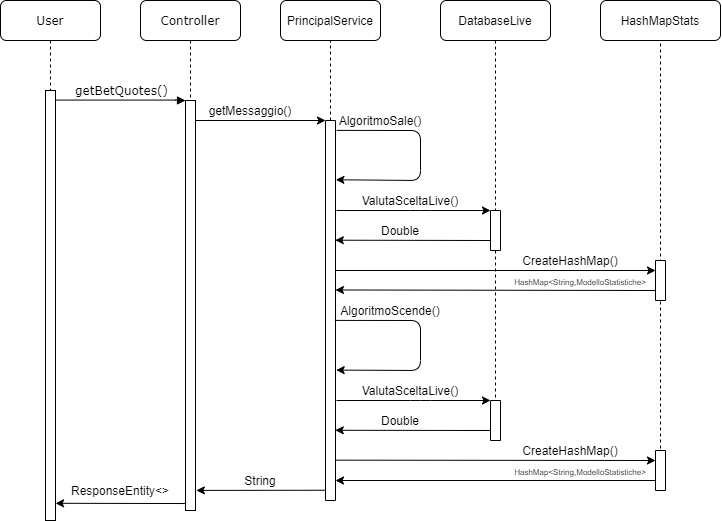 User
Controller
PrincipalService
DatabaseLive
HashMapStats
getBetQuotes()
getMessaggio()
AlgoritmoSale()
ValutaSceltaLive()
Double
CreateHashMap()
HashMap<String,ModelloStatistiche>
AlgoritmoScende()
ValutaSceltaLive()
Double
CreateHashMap()
HashMap<String,ModelloStatistiche>
String
ResponseEntity<>